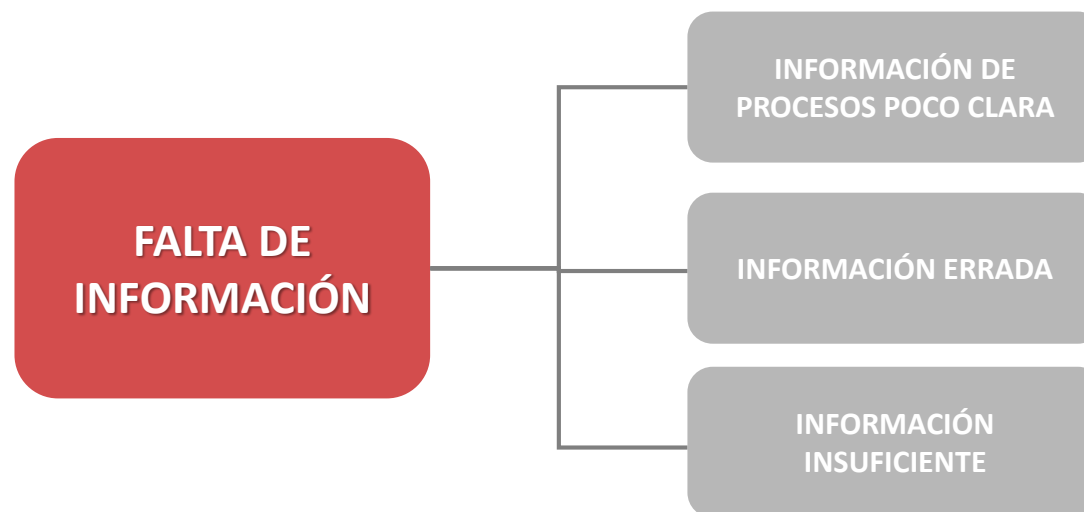 FALTA DE
INFORMACIÓN
INFORMACIÓN DE
PROCESOS POCO CLARA
INFORMACIÓN ERRADA
INFORMACIÓN
INSUFICIENTE